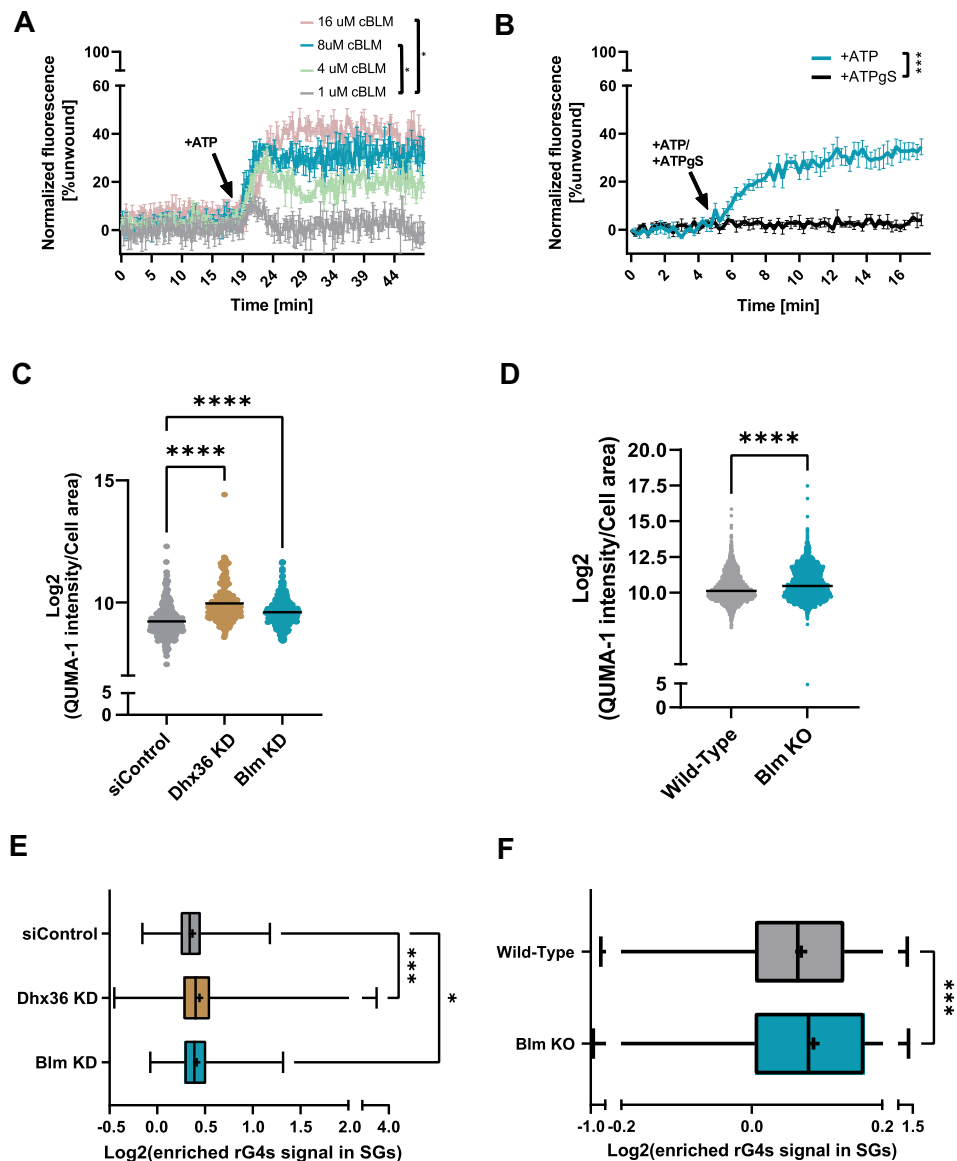 A
16 uM cBLM
8uM cBLM
4 uM cBLM
1 uM cBLM
*
*
Normalized fluorescence
[%unwound]
100
60
40
20
0
+ATP
0 5 10 15 19 24 29 34 39 44
Time [min]
B
+ATP
+ATPgS
***
Normalized fluorescence
[%unwound]
100
60
40
20
0
+ATP/
+ATPgS
0 2 4 6 8 10 12 14 16
Time [min]
C
****
****
Log2
(QUMA-1 intensity/Cell area)
15
10
5
0
siControl
Dhx36 KD
Blm KD
D
****
Log2
(QUMA-1 intensity/Cell area)
20.0
17.5
15.0
12.5
10.0
5
0
Wild-Type
Blm KO
E
siControl
Dhx36 KD
Blm KD
***
*
-0.5 0.0 0.5 1.0 1.5 2.0 4.0
Log2(enriched rG4s signal in SGs)
F
Wild-Type
Blm KO
***
-1.0 -0.2 0.0 0.2 1.5
Log2(enriched rG4s signal in SGs)